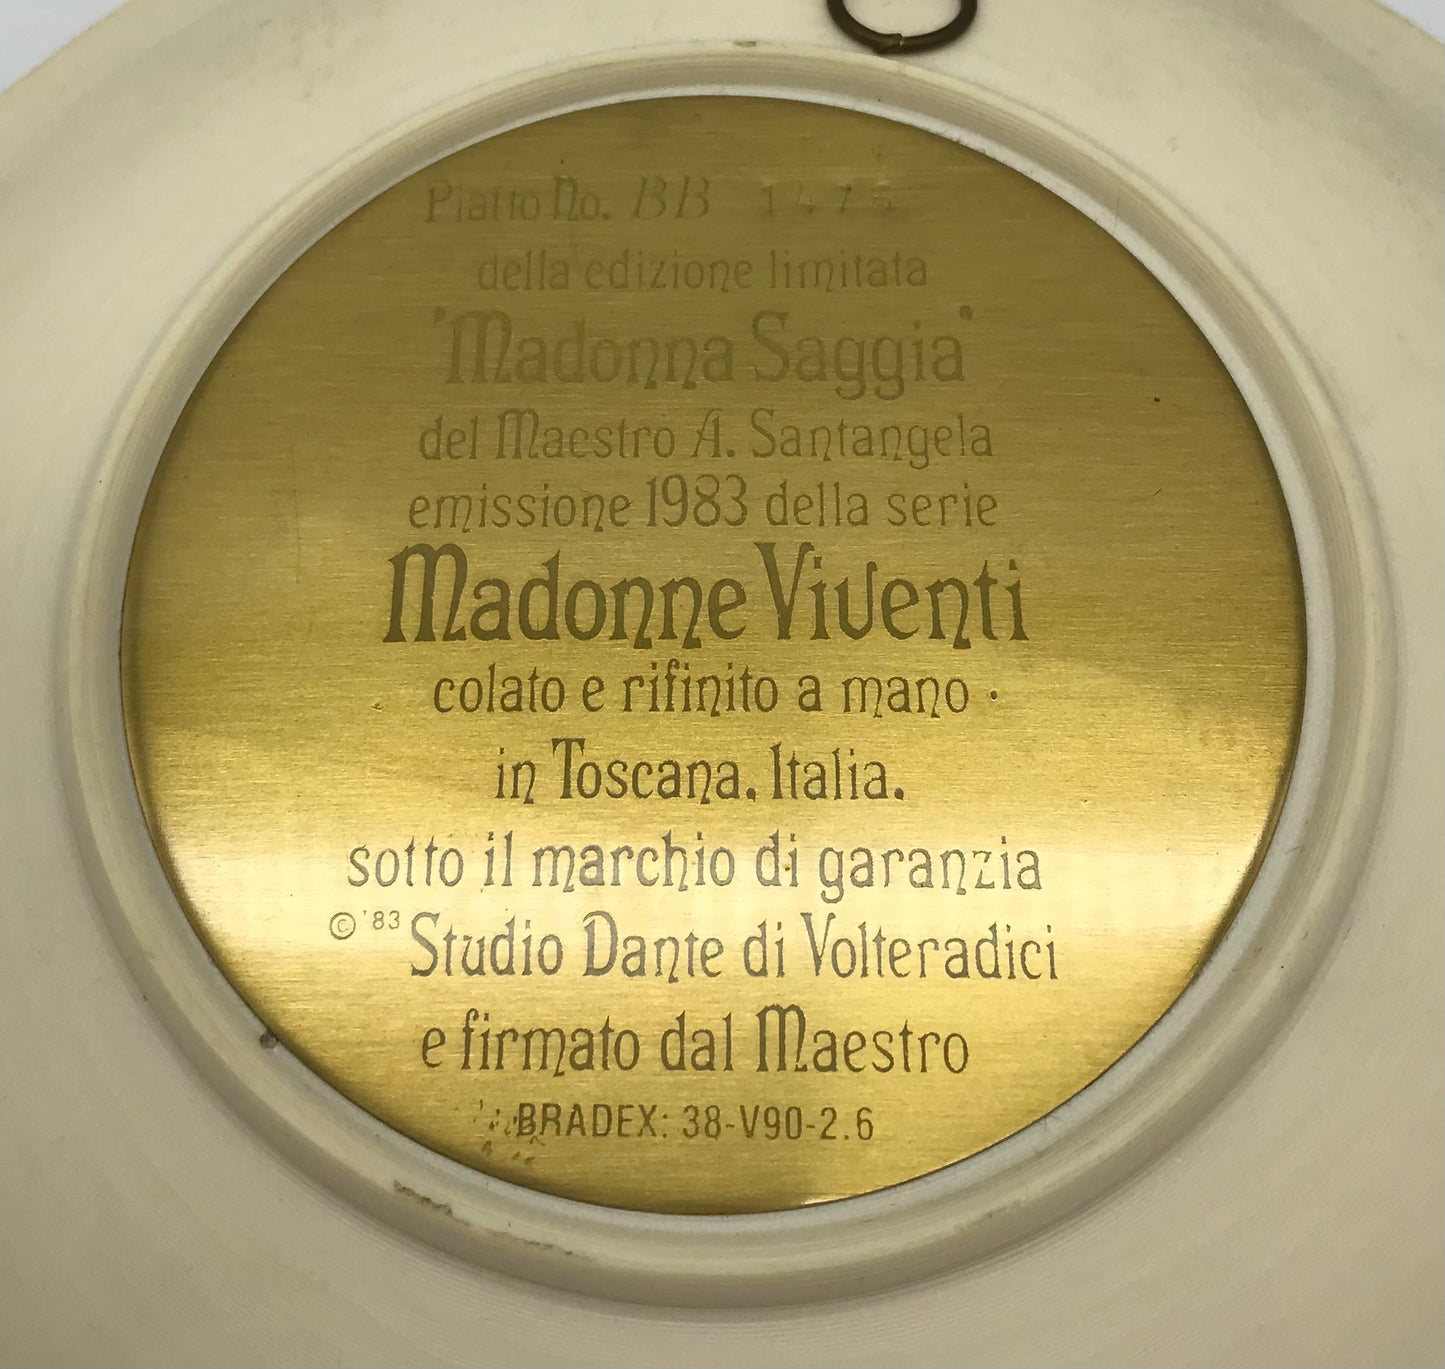 Piatto No. BB 1476
della edizione limitata
"Madonna Saggia"
del Maestro A. Santangela
emissione 1983 della serie
Madonne Viventi
colato e rifinito a mano
in Toscana. Italia.
sotto il marchio di garanzia
© '83 Studio Dante di Volteradici
e firmato dal Maestro
BRADEX: 38-V90-2.6